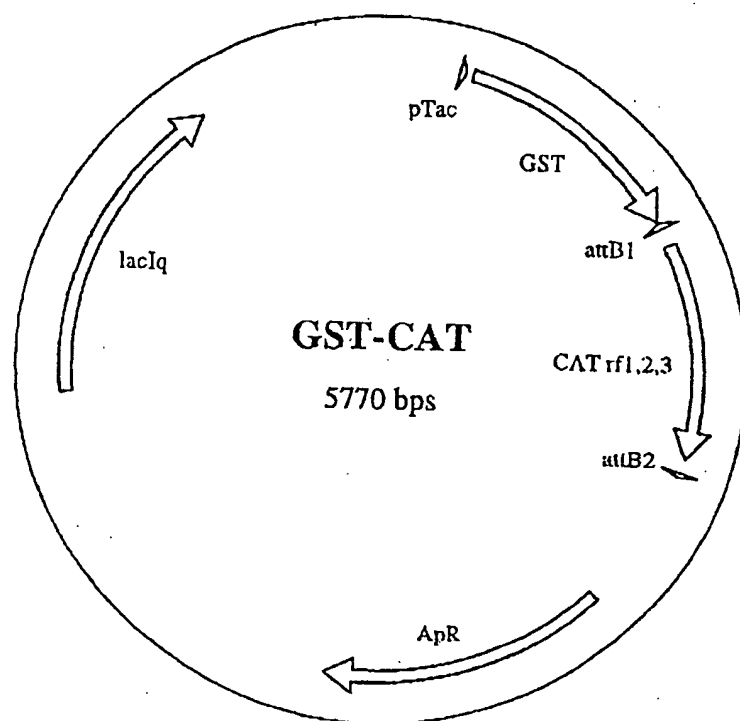 pTac
GST
attB1
lacIq
GST-CAT
5770 bps
CAT rf1,2,3
attB2
ApR